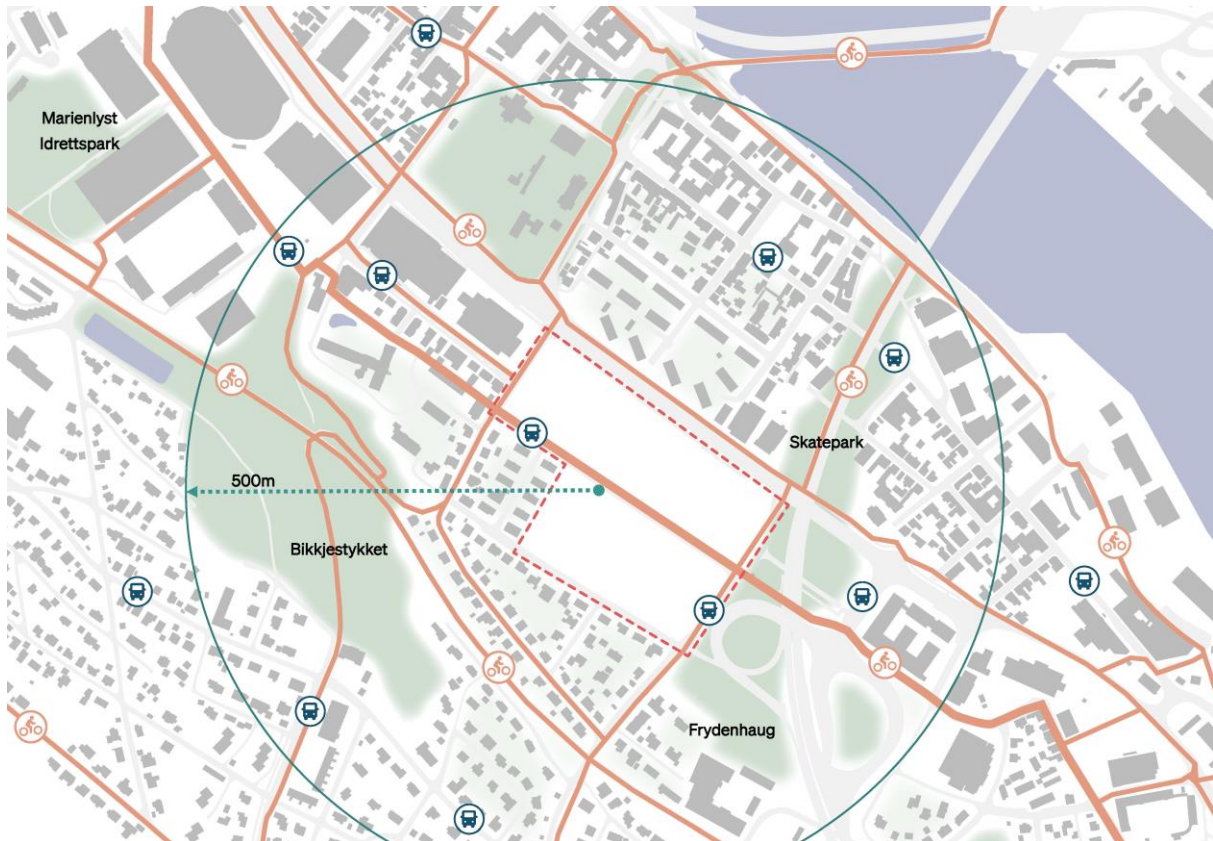 Marienlyst
Idrettspark
Skatepark
500m
Bikkjestykket
Frydenhaug